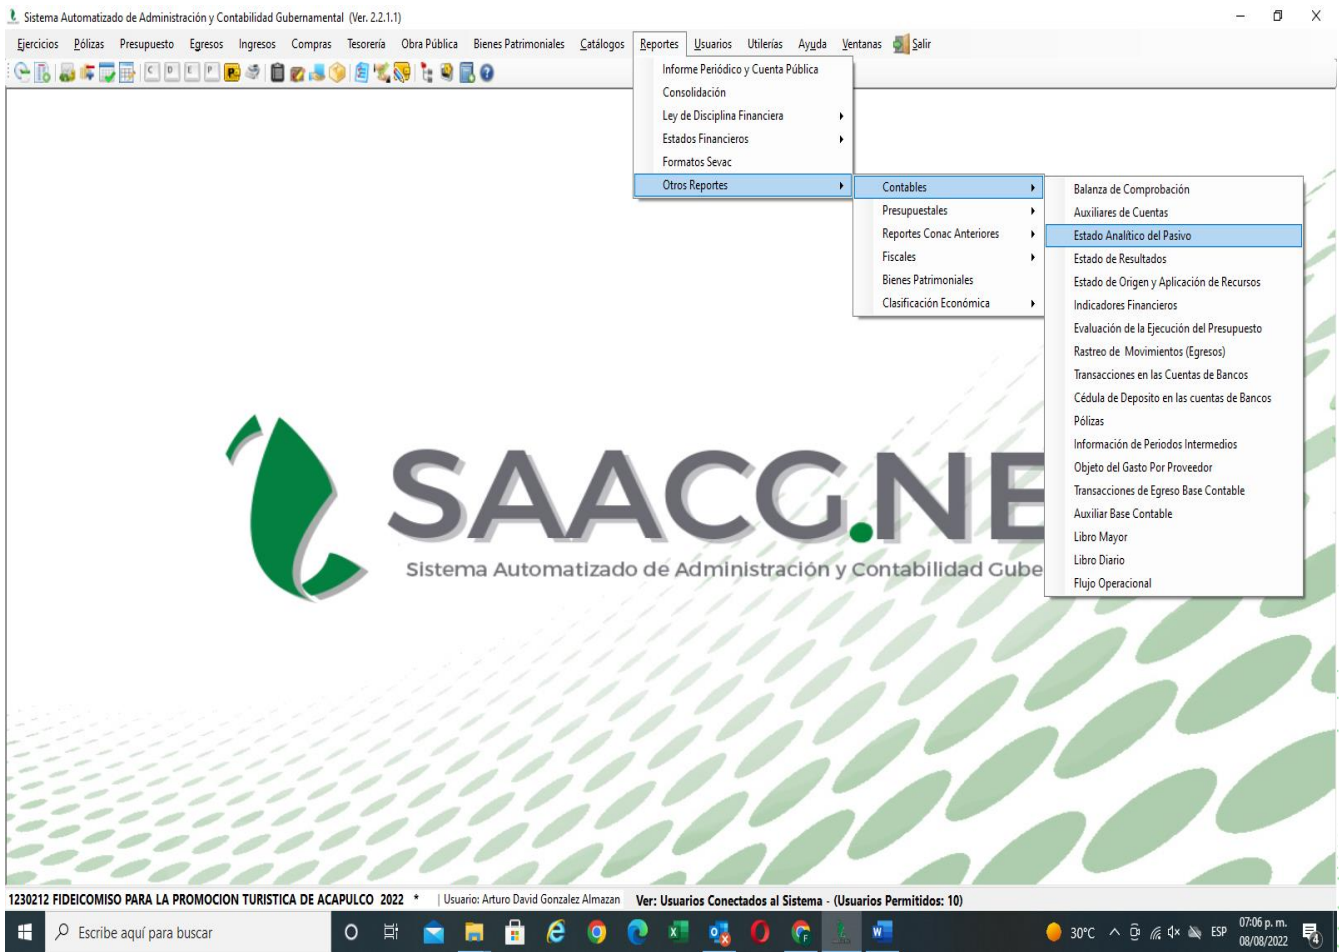 Sistema Automatizado de Administración y Contabilidad Gubernamental (Ver. 2.2.1.1)
Ejercicios Pólizas Presupuesto Egresos Ingresos Compras Tesorería Obra Pública Bienes Patrimoniales Catálogos Reportes Usuarios Utilerías Ayuda Ventanas Salir
C D E P
Informe Periódico y Cuenta Pública
Consolidación
Ley de Disciplina Financiera
Estados Financieros
Formatos Sevac
Otros Reportes
Contables
Presupuestales
Reportes Conac Anteriores
Fiscales
Bienes Patrimoniales
Clasificación Económica
Balanza de Comprobación
Auxiliares de Cuentas
Estado Analítico del Pasivo
Estado de Resultados
Estado de Origen y Aplicación de Recursos
Indicadores Financieros
Evaluación de la Ejecución del Presupuesto
Rastreo de Movimientos (Egresos)
Transacciones en las Cuentas de Bancos
Cédula de Deposito en las cuentas de Bancos
Pólizas
Información de Periodos Intermedios
Objeto del Gasto Por Proveedor
Transacciones de Egreso Base Contable
Auxiliar Base Contable
Libro Mayor
Libro Diario
Flujo Operacional
SAACG.NE
Sistema Automatizado de Administración y Contabilidad Gube
1230212 FIDEICOMISO PARA LA PROMOCION TURISTICA DE ACAPULCO 2022 * | Usuario: Arturo David Gonzalez Almazan Ver: Usuarios Conectados al Sistema - (Usuarios Permitidos: 10)
Escribe aquí para buscar
30°C ESP 07:06 p. m.
08/08/2022
4